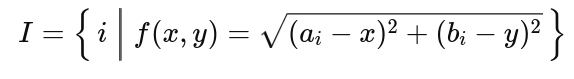 I = { i | f(x, y) = √((aᵢ − x)² + (bᵢ − y)²) }